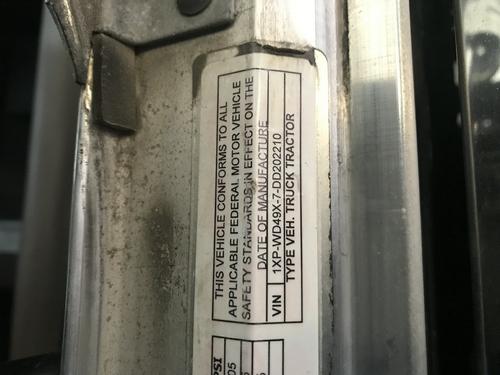 THIS VEHICLE CONFORMS TO ALL
APPLICABLE FEDERAL MOTOR VEHICLE
SAFETY STANDARDS IN EFFECT ON THE
DATE OF MANUFACTURE
VIN 1XP-WD49X-7-DD202210
TYPE VEH. TRUCK TRACTOR
PSI